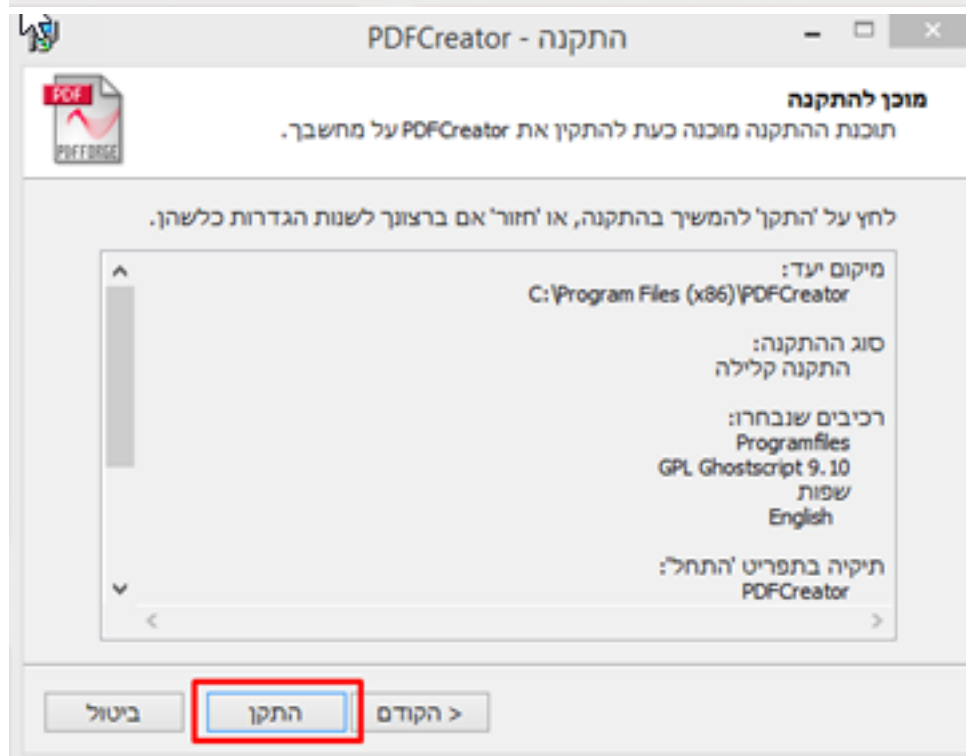 התקנה - PDFCreator
PDF
PDFFORGE
מוכן להתקנה
תוכנת ההתקנה מוכנה כעת להתקין את PDFCreator על מחשבך.
לחץ על 'התקן' להמשיך בהתקנה, או 'חזור' אם ברצונך לשנות הגדרות כלשהן.
מיקום יעד:
C:\Program Files (x86)\PDFCreator
סוג ההתקנה:
התקנה קלילה
רכיבים שנבחרו:
Programfiles
GPL Ghostscript 9.10
שפות
English
תיקיה בתפריט 'התחל':
PDFCreator
< הקודם
התקן
ביטול